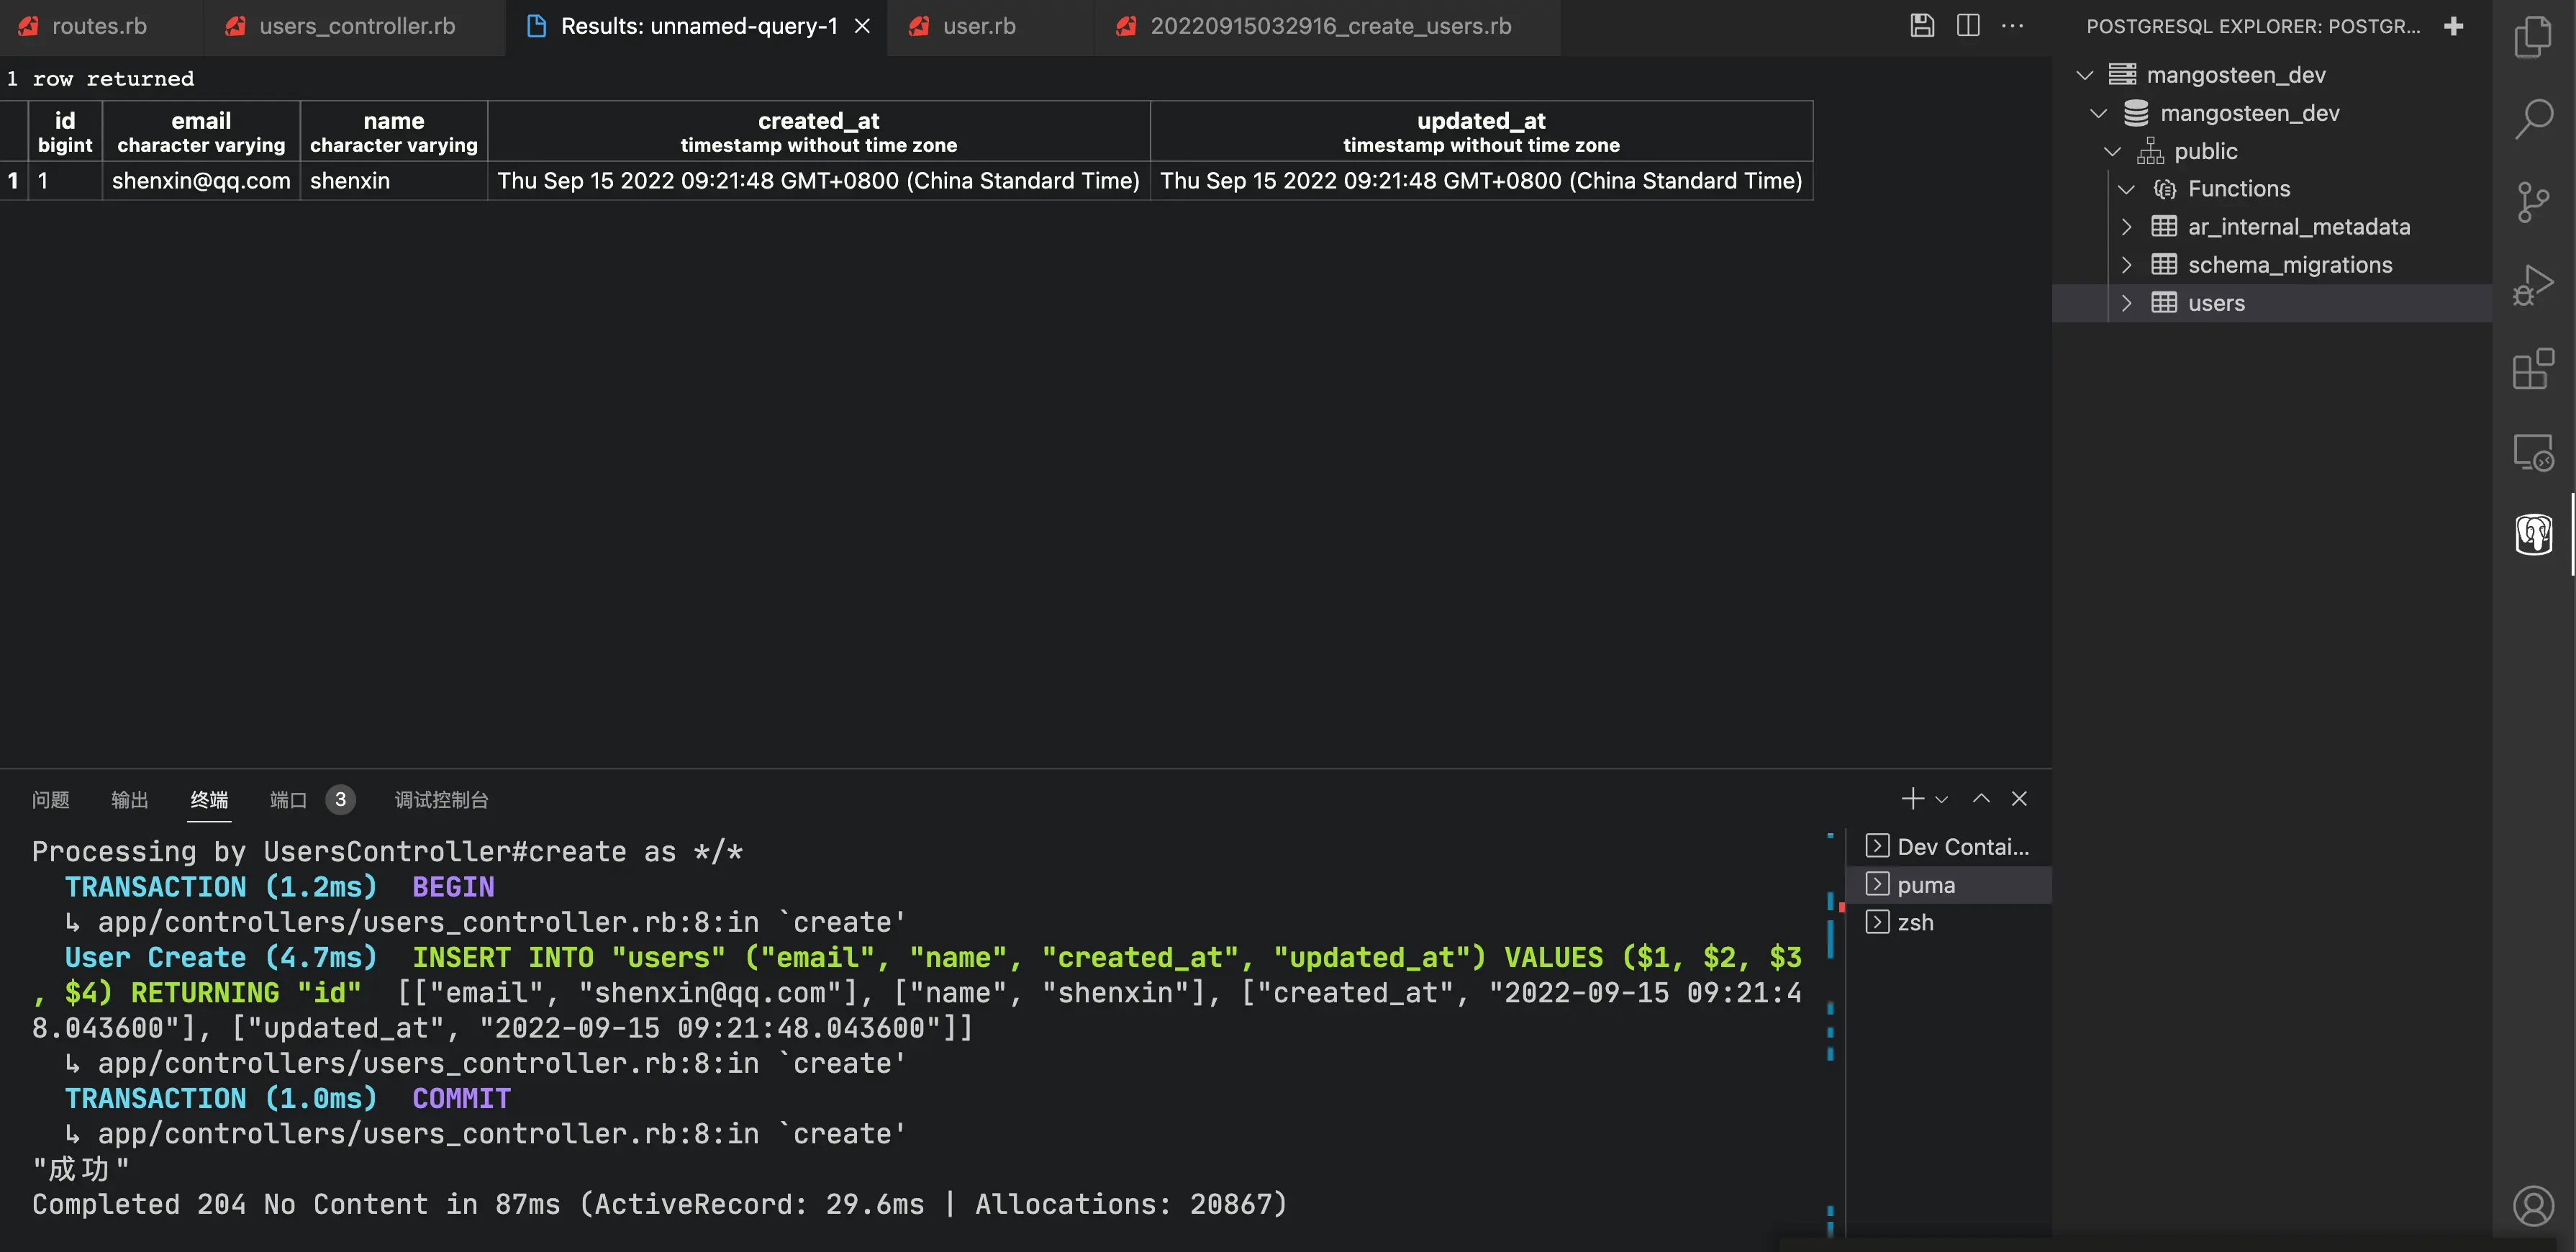 routes.rb users_controller.rb Results: unnamed-query-1 user.rb 20220915032916_create_users.rb
1 row returned
id email name created_at updated_at
bigint character varying character varying timestamp without time zone timestamp without time zone
1 1 shenxin@qq.com shenxin Thu Sep 15 2022 09:21:48 GMT+0800 (China Standard Time) Thu Sep 15 2022 09:21:48 GMT+0800 (China Standard Time)
POSTGRESQL EXPLORER: POSTGR...
mangosteen_dev
mangosteen_dev
public
Functions
ar_internal_metadata
schema_migrations
users
问题 输出 终端 端口 3 调试控制台
Processing by UsersController#create as */*
TRANSACTION (1.2ms) BEGIN
↳ app/controllers/users_controller.rb:8:in `create'
User Create (4.7ms) INSERT INTO "users" ("email", "name", "created_at", "updated_at") VALUES ($1, $2, $3
, $4) RETURNING "id" [["email", "shenxin@qq.com"], ["name", "shenxin"], ["created_at", "2022-09-15 09:21:4
8.043600"], ["updated_at", "2022-09-15 09:21:48.043600"]]
↳ app/controllers/users_controller.rb:8:in `create'
TRANSACTION (1.0ms) COMMIT
↳ app/controllers/users_controller.rb:8:in `create'
"成功"
Completed 204 No Content in 87ms (ActiveRecord: 29.6ms | Allocations: 20867)
Dev Contai...
puma
zsh